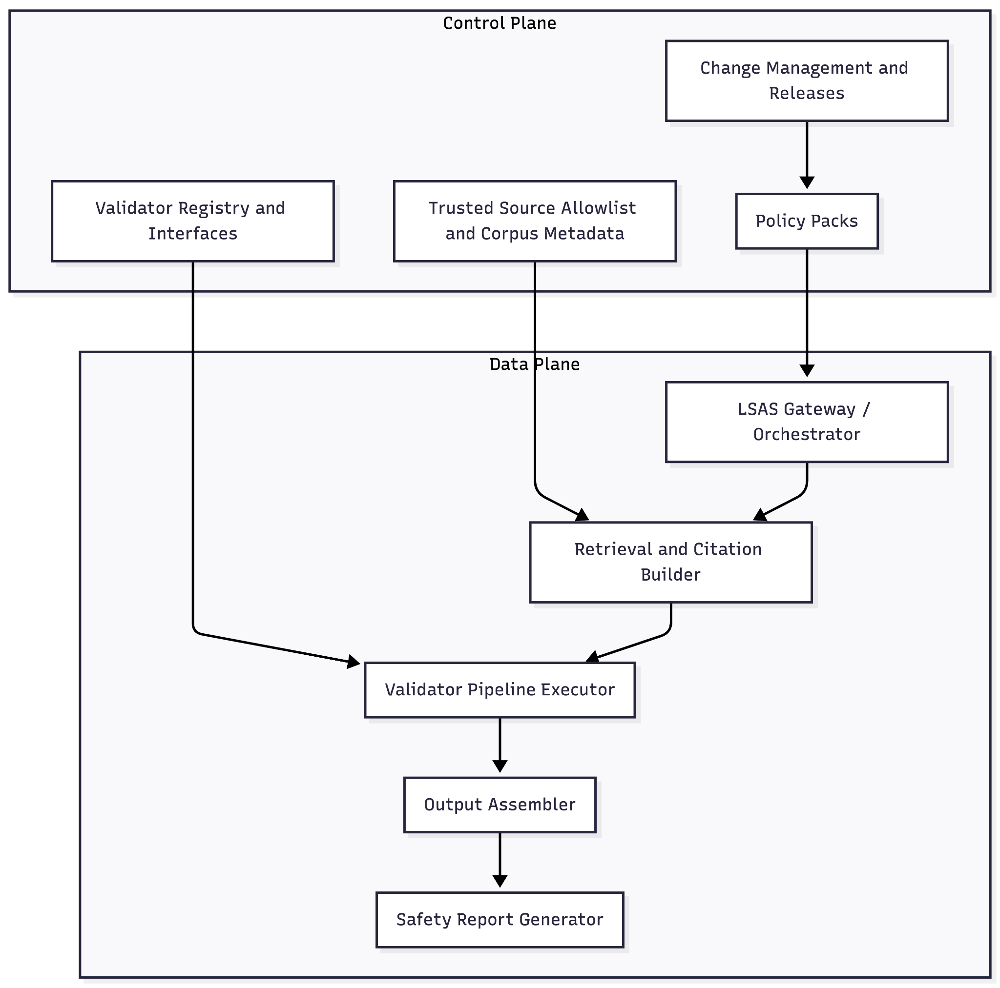 Control Plane
Change Management and
Releases
Validator Registry and
Interfaces
Trusted Source Allowlist
and Corpus Metadata
Policy Packs
Data Plane
LSAS Gateway /
Orchestrator
Retrieval and Citation
Builder
Validator Pipeline Executor
Output Assembler
Safety Report Generator